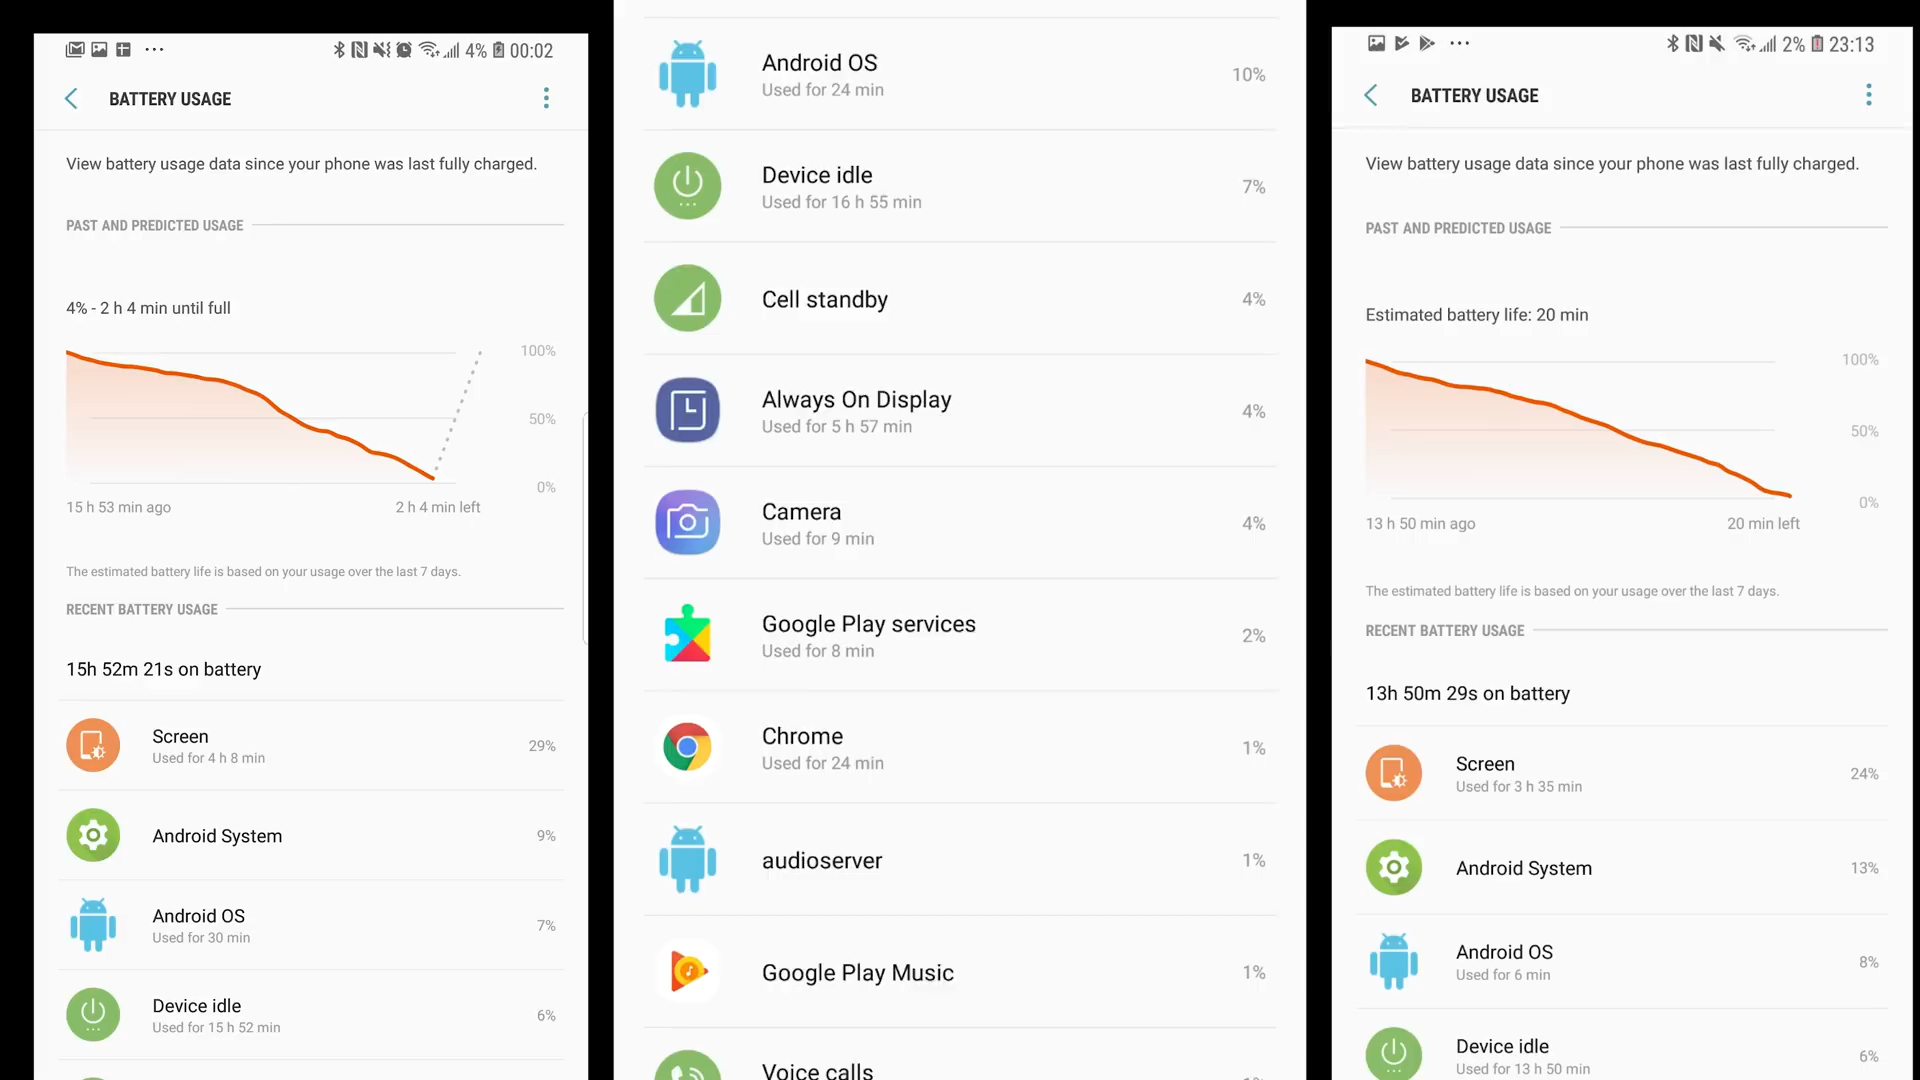 4% 00:02
BATTERY USAGE
View battery usage data since your phone was last fully charged.
PAST AND PREDICTED USAGE
4% - 2 h 4 min until full
100%
50%
0%
15 h 53 min ago
2 h 4 min left
The estimated battery life is based on your usage over the last 7 days.
RECENT BATTERY USAGE
15h 52m 21s on battery
Screen
Used for 4 h 8 min
29%
Android System
9%
Android OS
Used for 30 min
7%
Device idle
Used for 15 h 52 min
6%
Android OS
Used for 24 min
10%
Device idle
Used for 16 h 55 min
7%
Cell standby
4%
Always On Display
Used for 5 h 57 min
4%
Camera
Used for 9 min
4%
Google Play services
Used for 8 min
2%
Chrome
Used for 24 min
1%
audioserver
1%
Google Play Music
1%
Voice calls
2% 23:13
BATTERY USAGE
View battery usage data since your phone was last fully charged.
PAST AND PREDICTED USAGE
Estimated battery life: 20 min
100%
50%
0%
13 h 50 min ago
20 min left
The estimated battery life is based on your usage over the last 7 days.
RECENT BATTERY USAGE
13h 50m 29s on battery
Screen
Used for 3 h 35 min
24%
Android System
13%
Android OS
Used for 6 min
8%
Device idle
Used for 13 h 50 min
6%